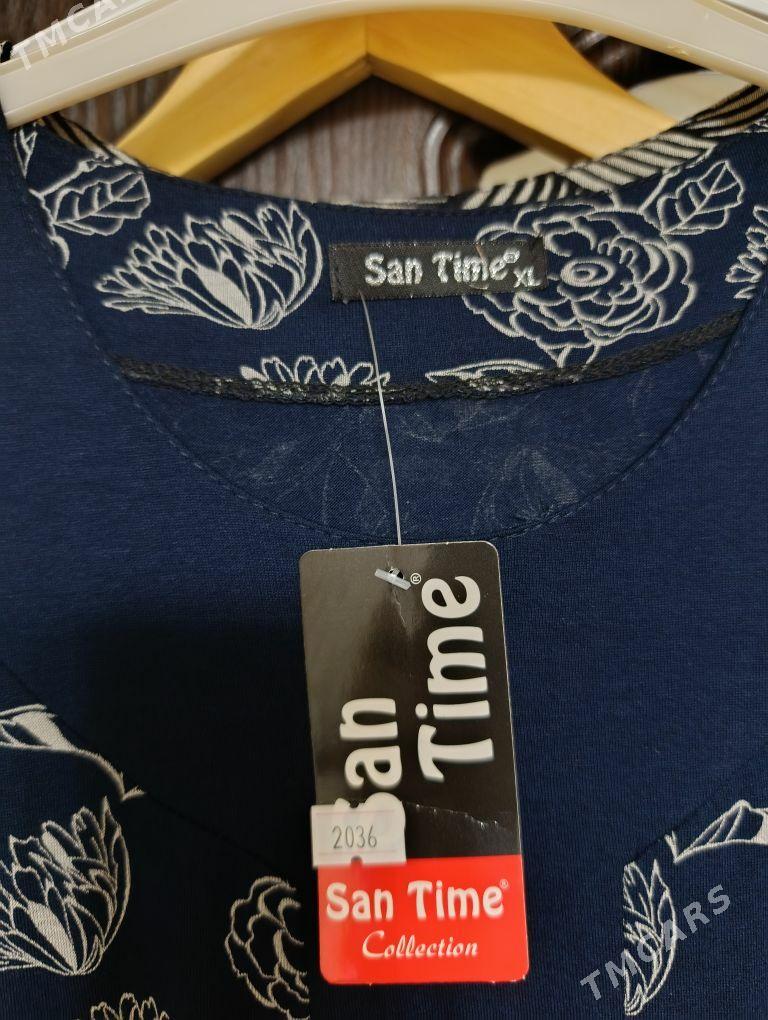 TMCARS
San Time® XL
San
Time®
2036
San Time®
Collection
TMCARS